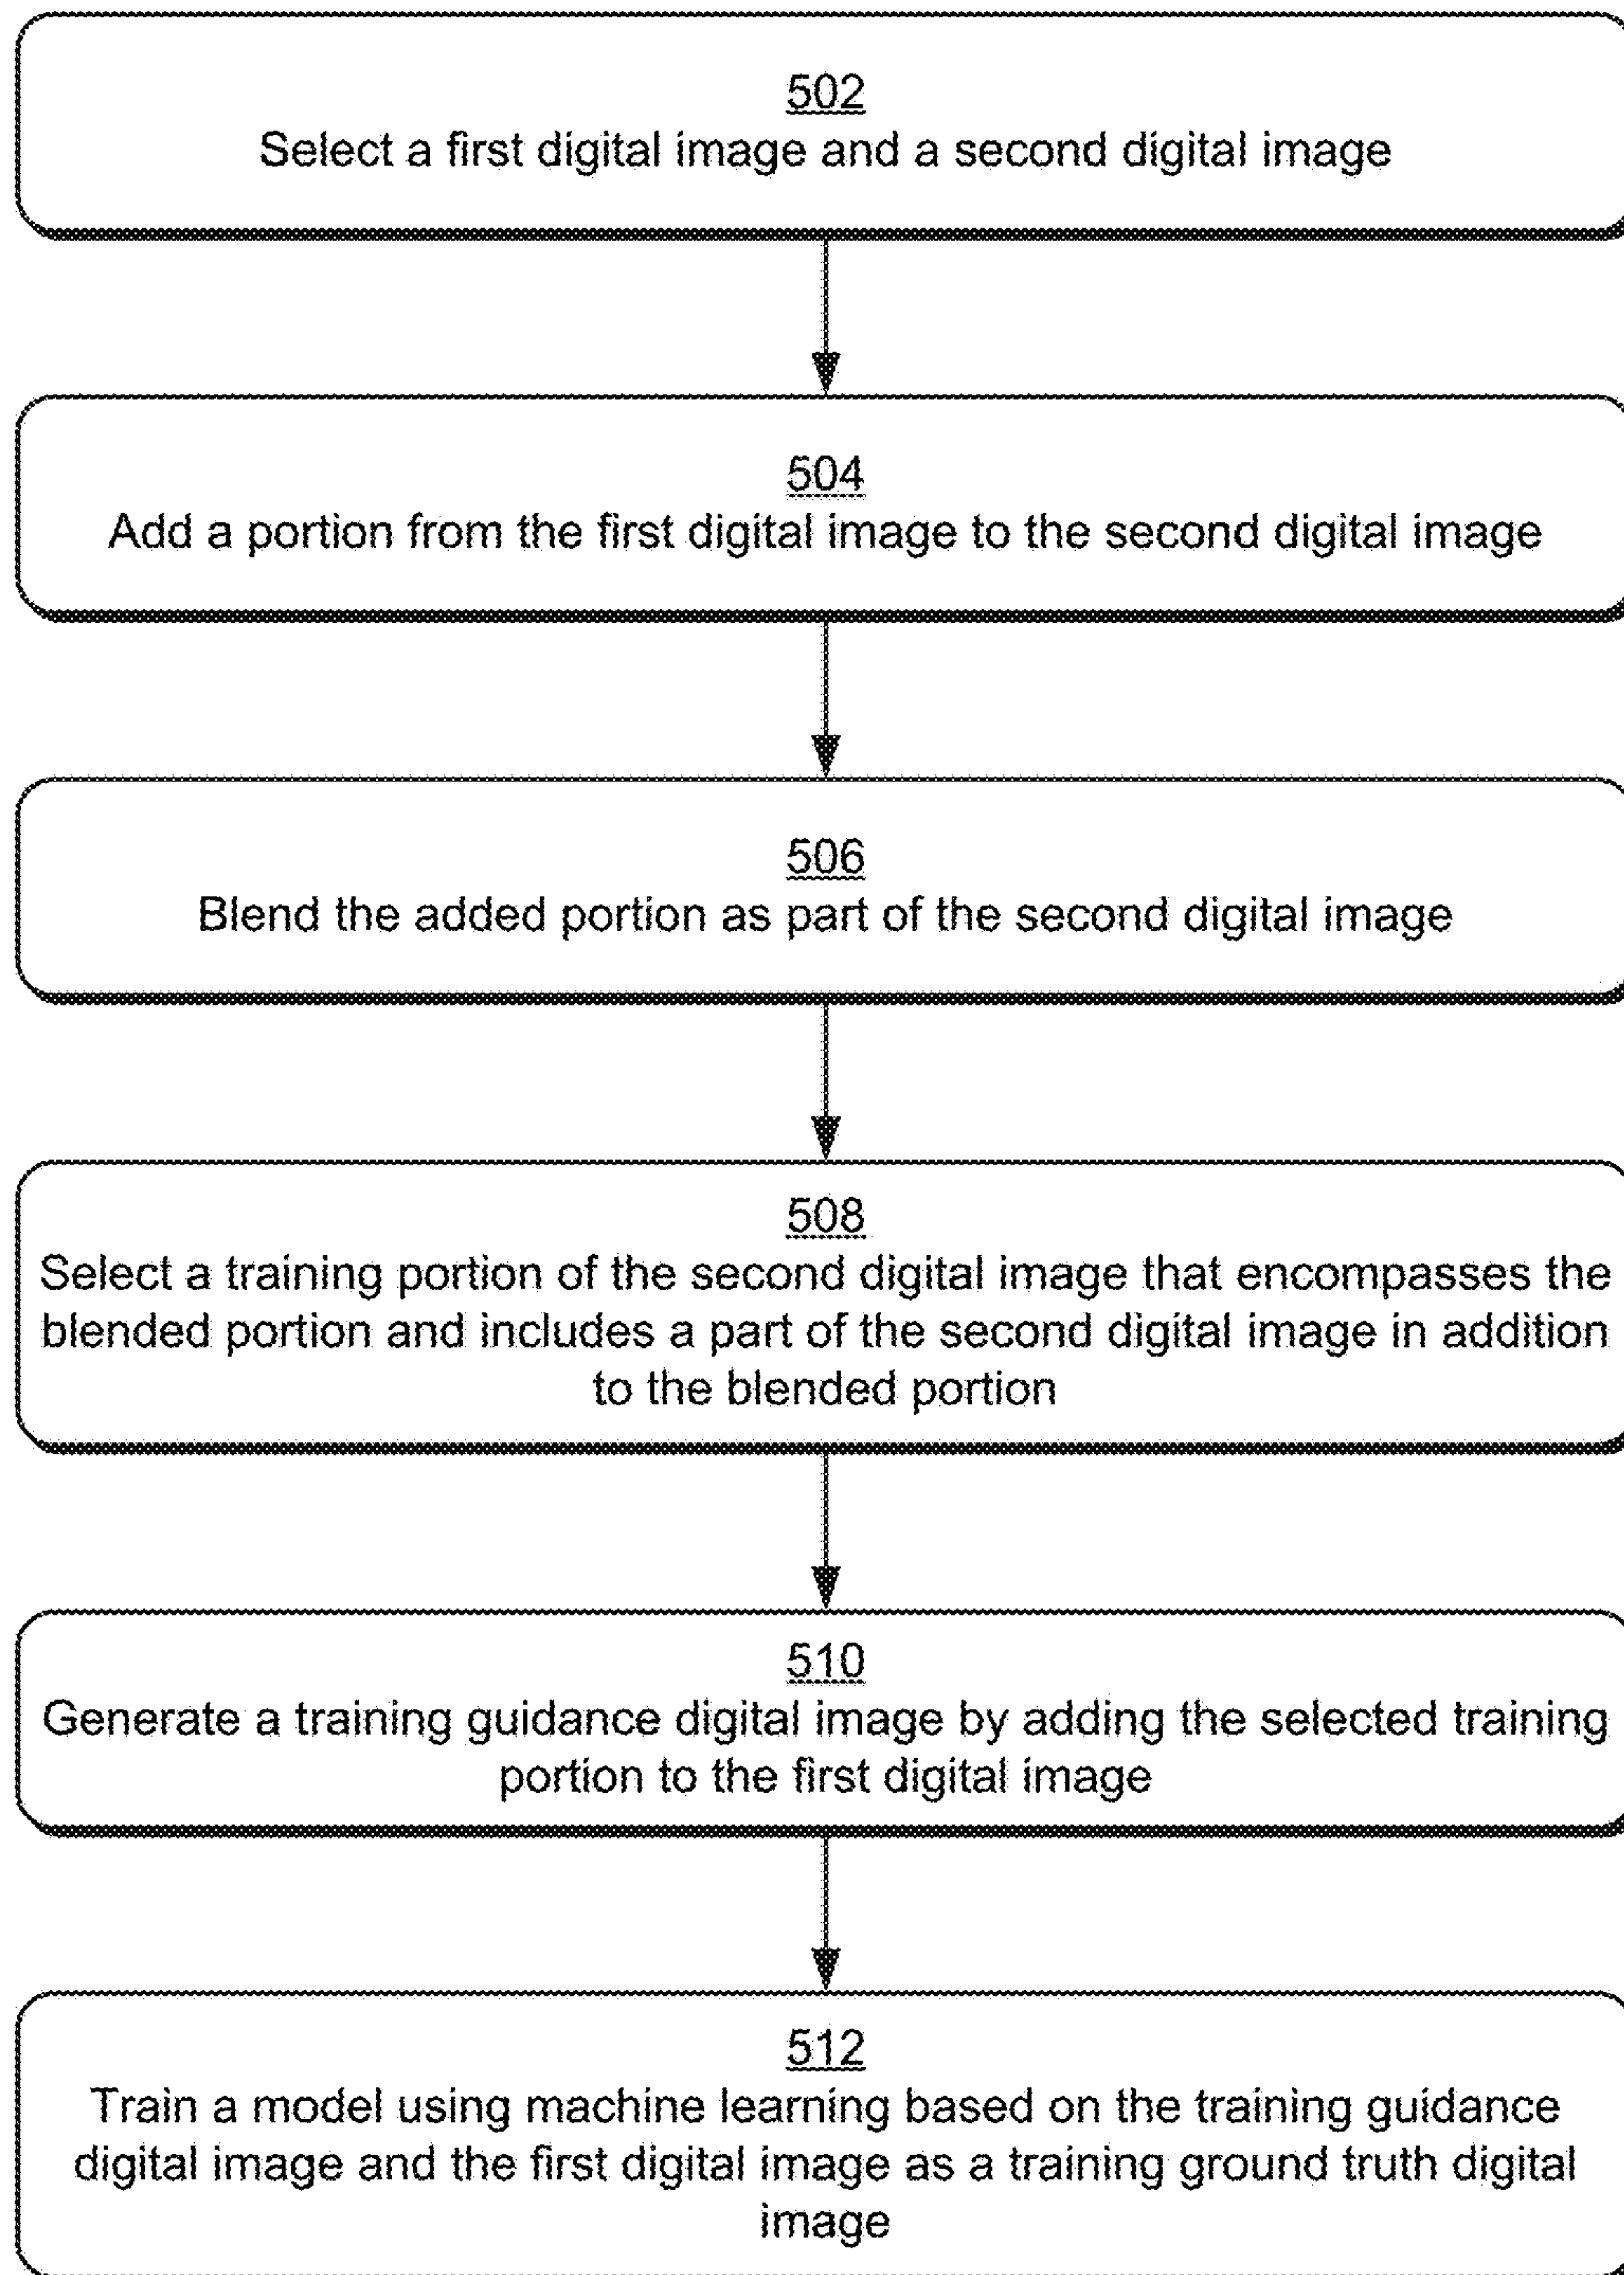 502
Select a first digital image and a second digital image
504
Add a portion from the first digital image to the second digital image
506
Blend the added portion as part of the second digital image
508
Select a training portion of the second digital image that encompasses the
blended portion and includes a part of the second digital image in addition
to the blended portion
510
Generate a training guidance digital image by adding the selected training
portion to the first digital image
512
Train a model using machine learning based on the training guidance
digital image and the first digital image as a training ground truth digital
image